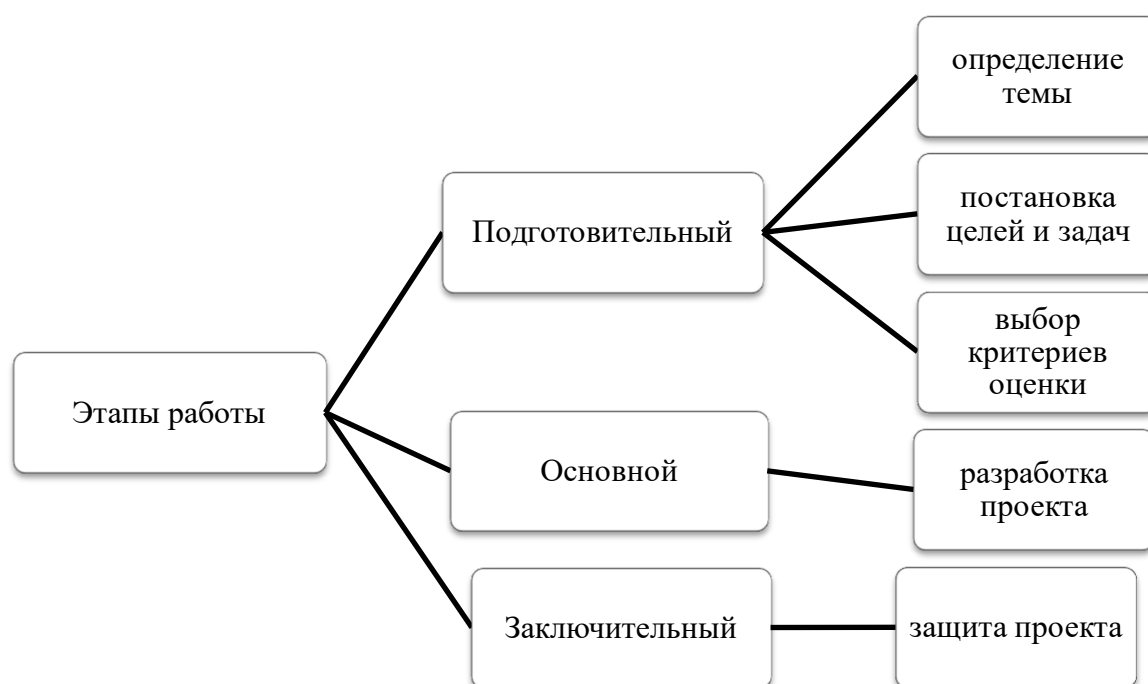 определение
темы
постановка
целей и задач
Подготовительный
выбор
критериев
оценки
Этапы работы
Основной
разработка
проекта
Заключительный
защита проекта